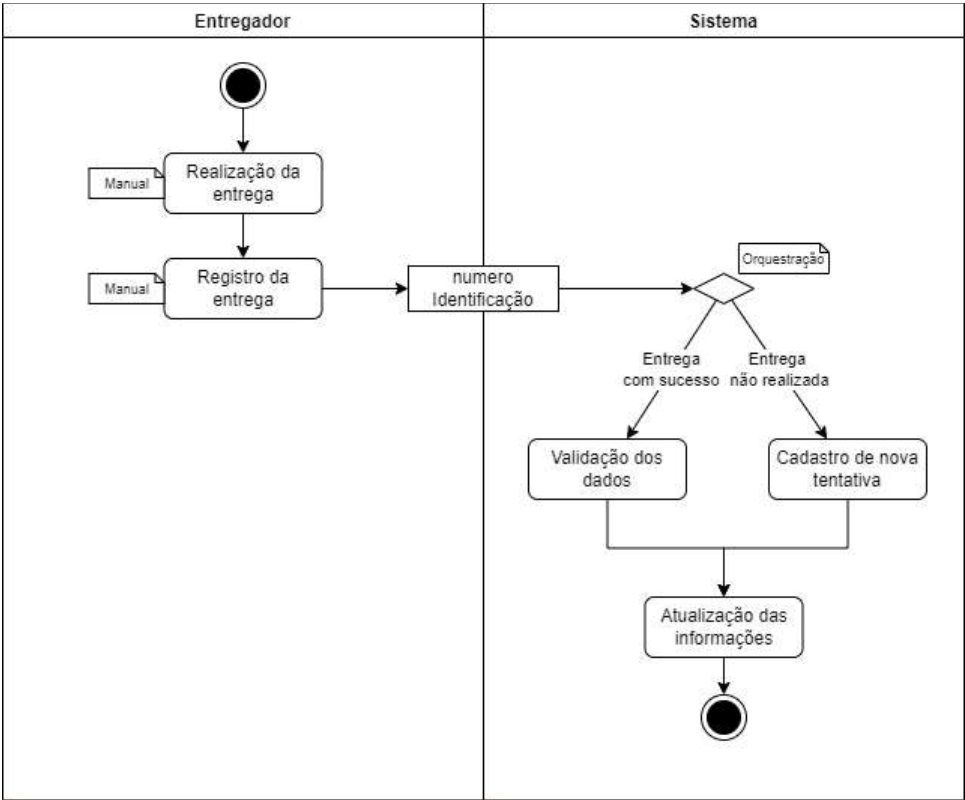 Entregador
Sistema
Manual
Realização da
entrega
Manual
Registro da
entrega
numero
Identificação
Orquestração
Entrega
com sucesso
Entrega
não realizada
Validação dos
dados
Cadastro de nova
tentativa
Atualização das
informações